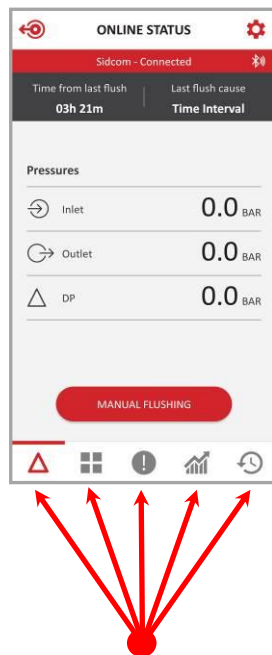 ONLINE STATUS
Sidcom - Connected
Time from last flush
03h 21m
Last flush cause
Time Interval
Pressures
Inlet 0.0 BAR
Outlet 0.0 BAR
DP 0.0 BAR
MANUAL FLUSHING